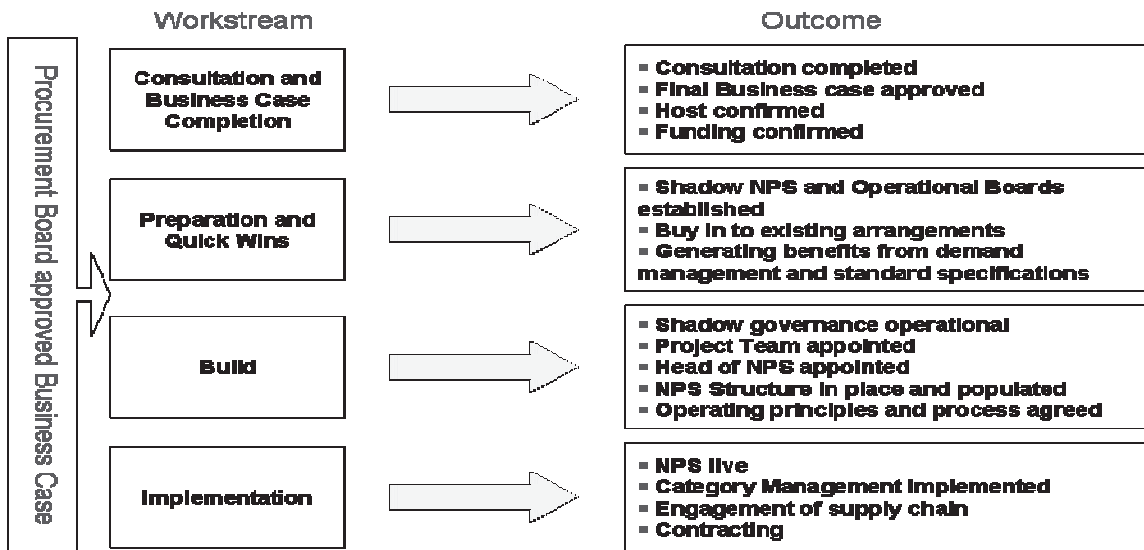 Workstream
Outcome
Procurement Board approved Business Case
Consultation and
Business Case
Completion
▪ Consultation completed
▪ Final Business case approved
▪ Host confirmed
▪ Funding confirmed
Preparation and
Quick Wins
▪ Shadow NPS and Operational Boards
established
▪ Buy in to existing arrangements
▪ Generating benefits from demand
management and standard specifications
Build
▪ Shadow governance operational
▪ Project Team appointed
▪ Head of NPS appointed
▪ NPS Structure in place and populated
▪ Operating principles and process agreed
Implementation
▪ NPS live
▪ Category Management implemented
▪ Engagement of supply chain
▪ Contracting